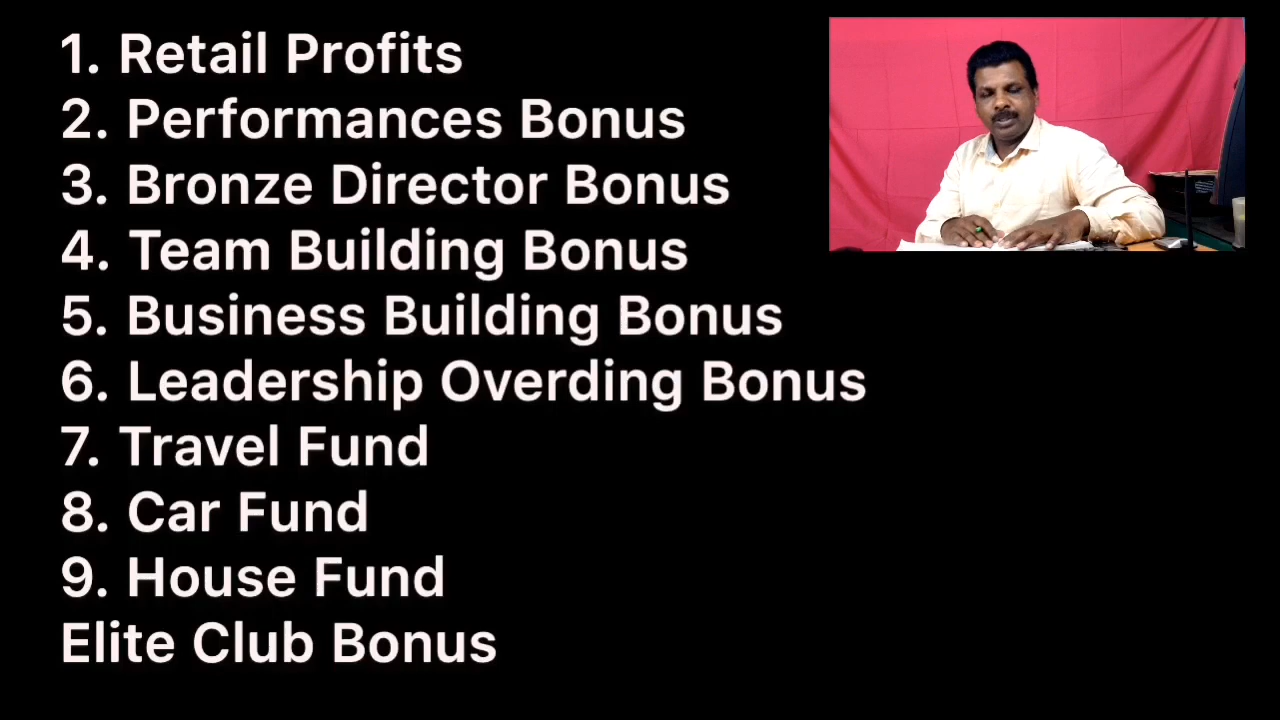 1. Retail Profits
2. Performances Bonus
3. Bronze Director Bonus
4. Team Building Bonus
5. Business Building Bonus
6. Leadership Overding Bonus
7. Travel Fund
8. Car Fund
9. House Fund
Elite Club Bonus